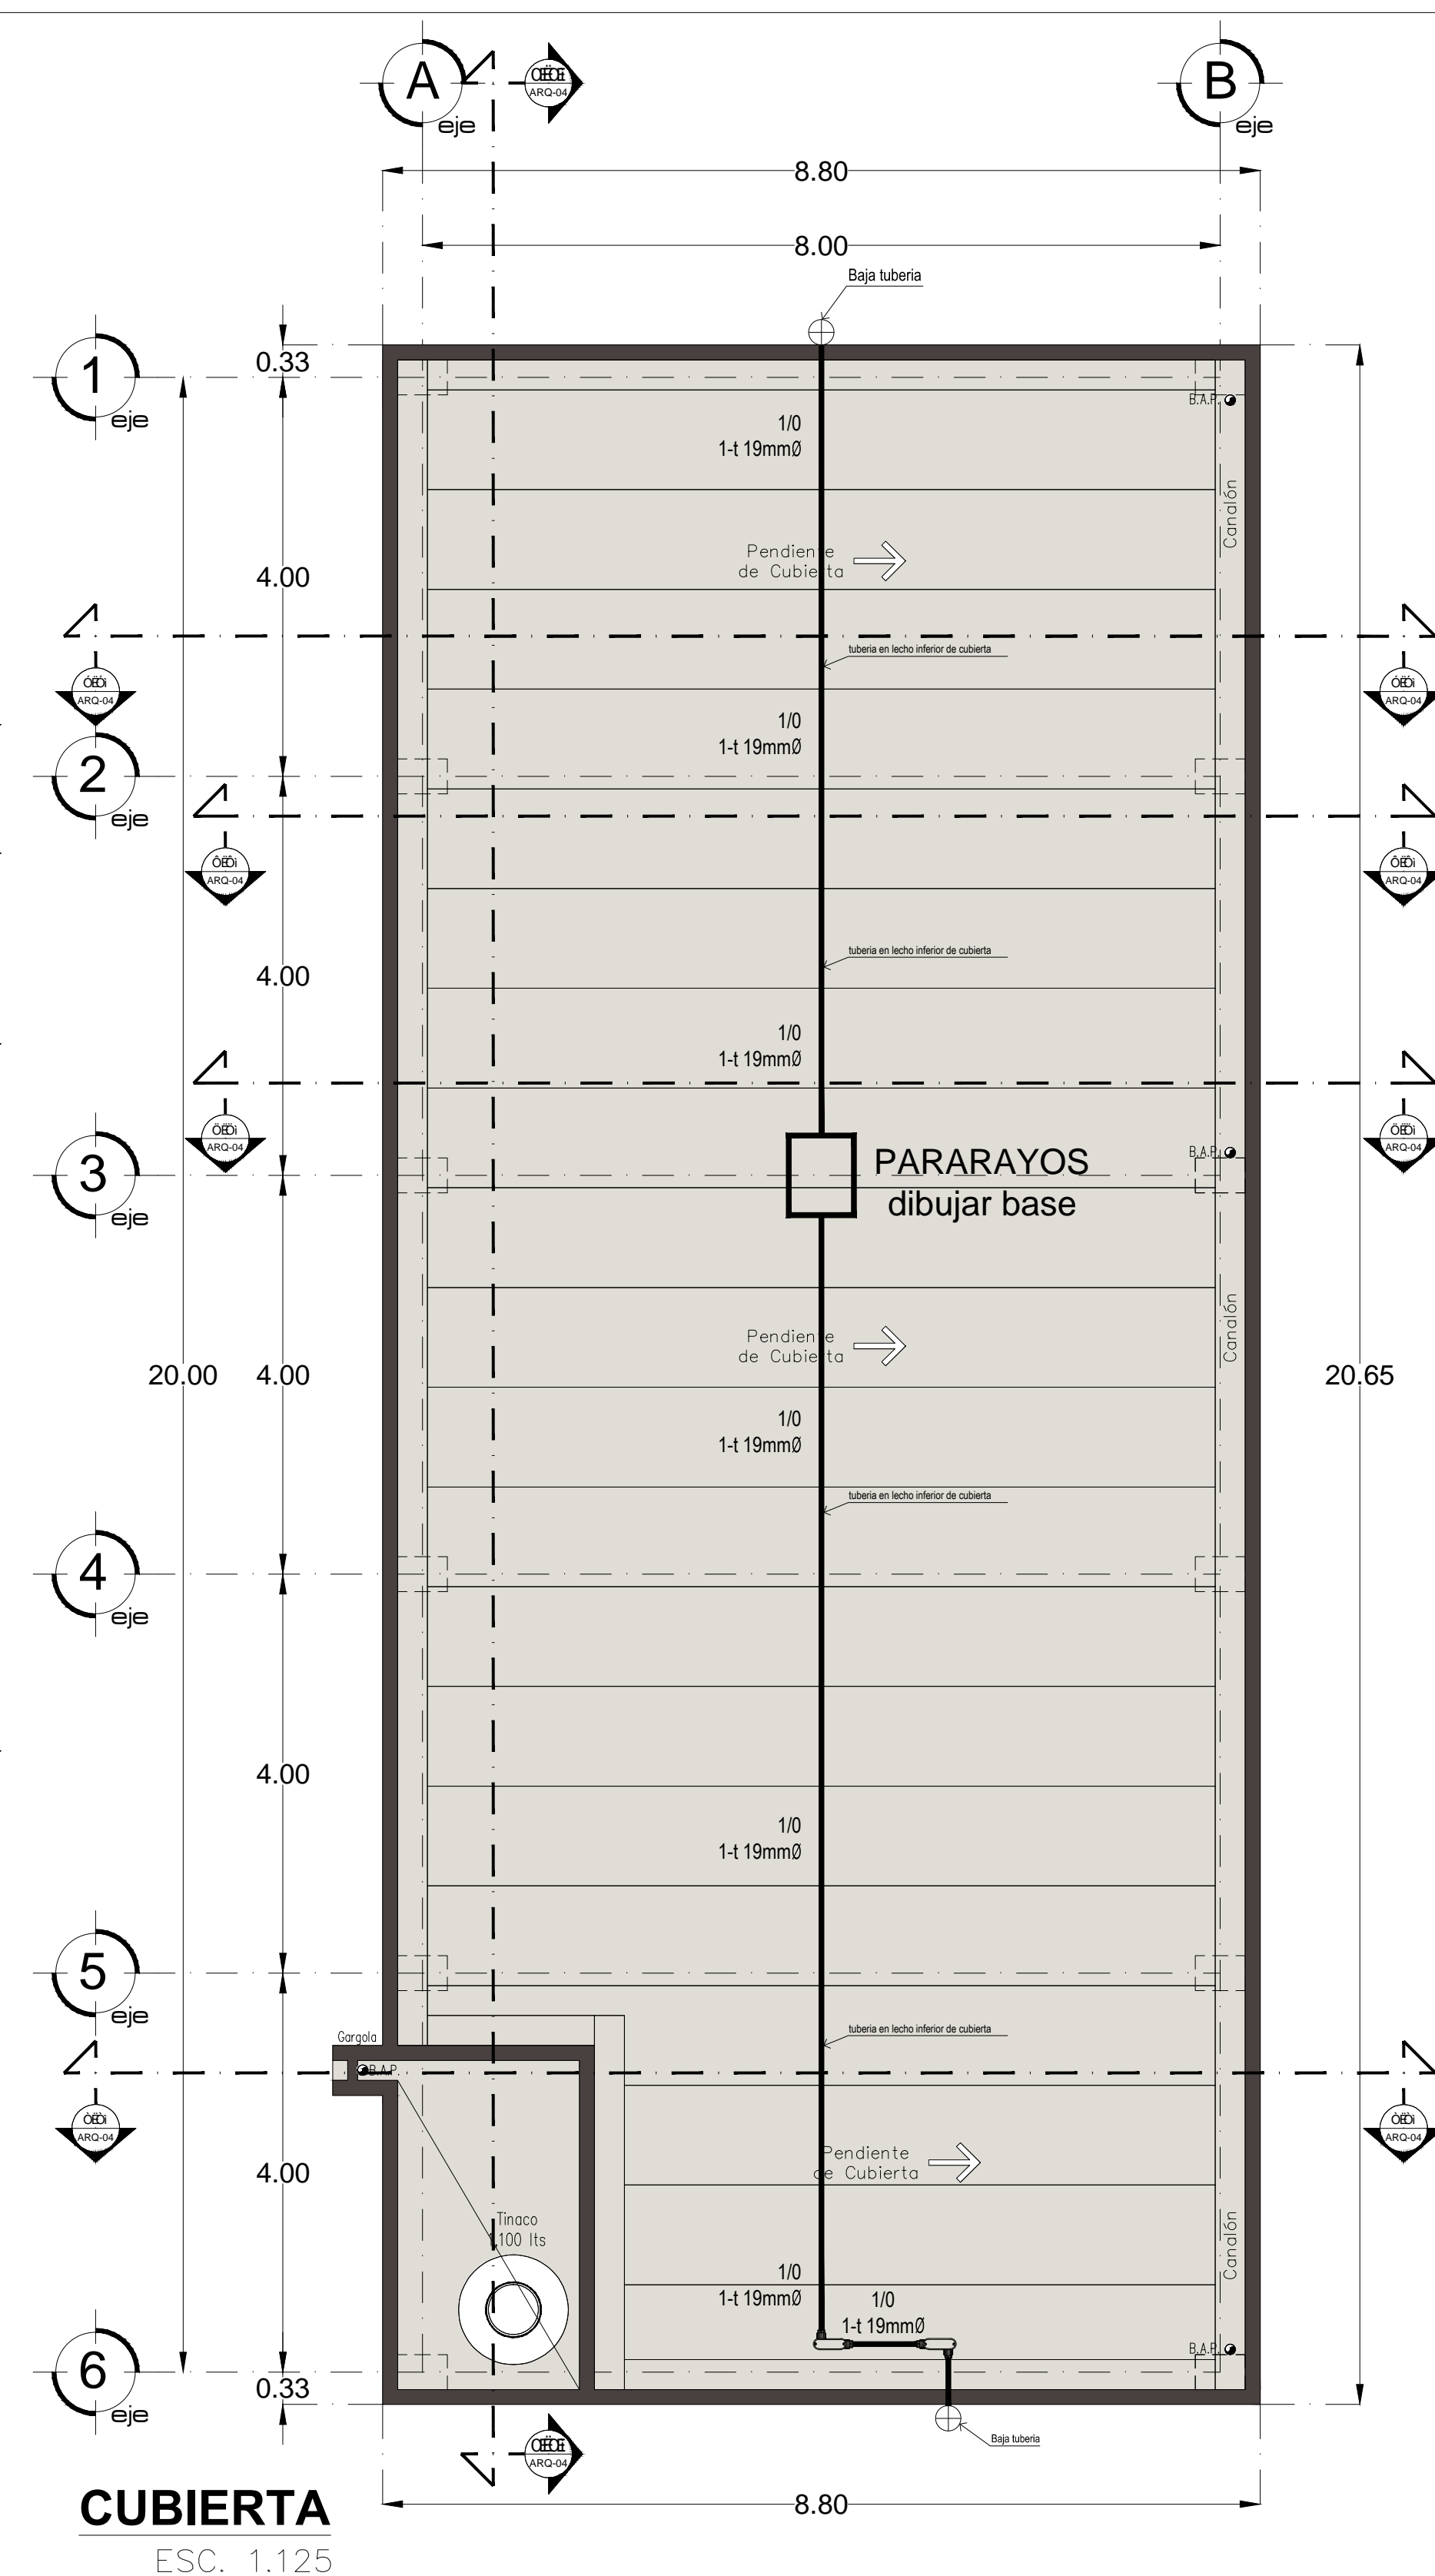 A
eje
ARQ-04
B
eje
8.80
8.00
Baja tuberia
1
eje
0.33
B.A.P.
1/0
1-t 19mmØ
Canalón
Pendiente
de Cubierta
4.00
tuberia en lecho inferior de cubierta
ARQ-04
ARQ-04
1/0
1-t 19mmØ
2
eje
ARQ-04
ARQ-04
tuberia en lecho inferior de cubierta
4.00
1/0
1-t 19mmØ
ARQ-04
ARQ-04
B.A.P.
3
eje
PARARAYOS
dibujar base
Canalón
Pendiente
de Cubierta
20.00
4.00
20.65
1/0
1-t 19mmØ
tuberia en lecho inferior de cubierta
4
eje
4.00
1/0
1-t 19mmØ
5
eje
tuberia en lecho inferior de cubierta
Gargola
B.A.P.
ARQ-04
ARQ-04
Pendiente
de Cubierta
4.00
Tinaco
1,100 lts
Canalón
1/0
1-t 19mmØ
1/0
1-t 19mmØ
B.A.P.
6
eje
0.33
Baja tuberia
ARQ-04
8.80
CUBIERTA
ESC. 1.125